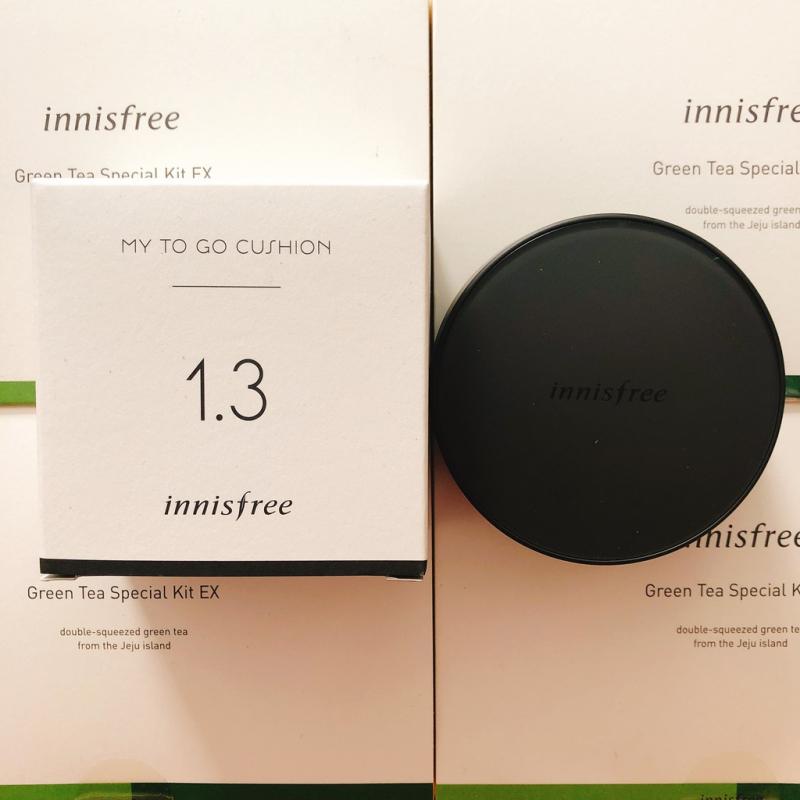 innisfree
Green Tea Special Kit EX
MY TO GO CUSHION
1.3
innisfree
Green Tea Special Kit EX
double-squeezed green tea
from the Jeju island
innisfre
Green Tea Special
double-squeezed green
from the Jeju island
innisfree
innisfree
Green Tea Special K
double-squeezed green te
from the Jeju island
innisfree